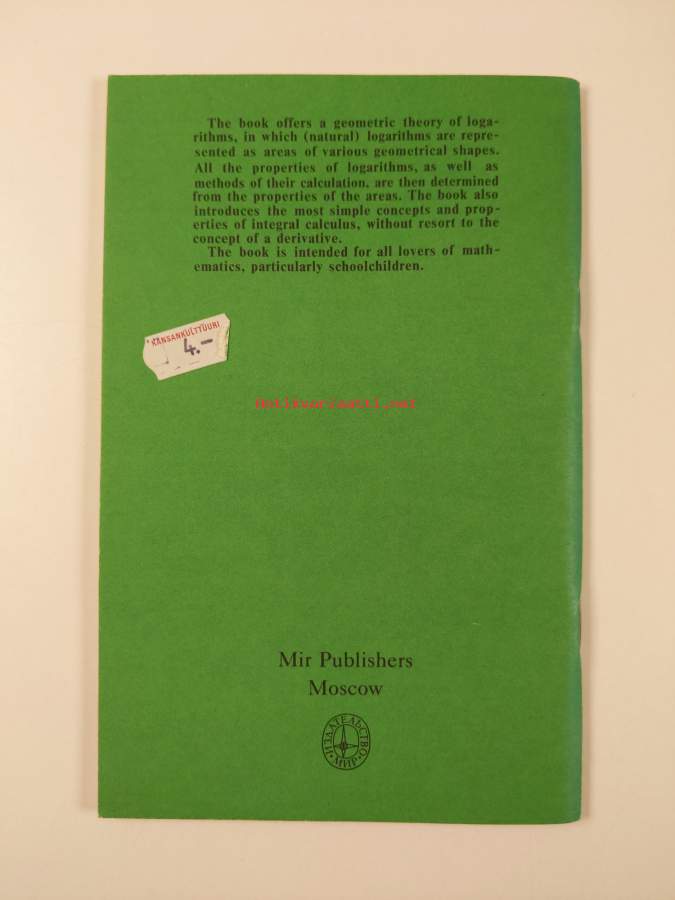 The book offers a geometric theory of loga-
rithms, in which (natural) logarithms are repre-
sented as areas of various geometrical shapes.
All the properties of logarithms, as well as
methods of their calculation, are then determined
from the properties of the areas. The book also
introduces the most simple concepts and prop-
erties of integral calculus, without resort to the
concept of a derivative.
The book is intended for all lovers of math-
ematics, particularly schoolchildren.
KANSANKULTTUURI
4.-
Antikvariaatti.net
Mir Publishers
Moscow
ИЗДАТЕЛЬСТВО
МИР